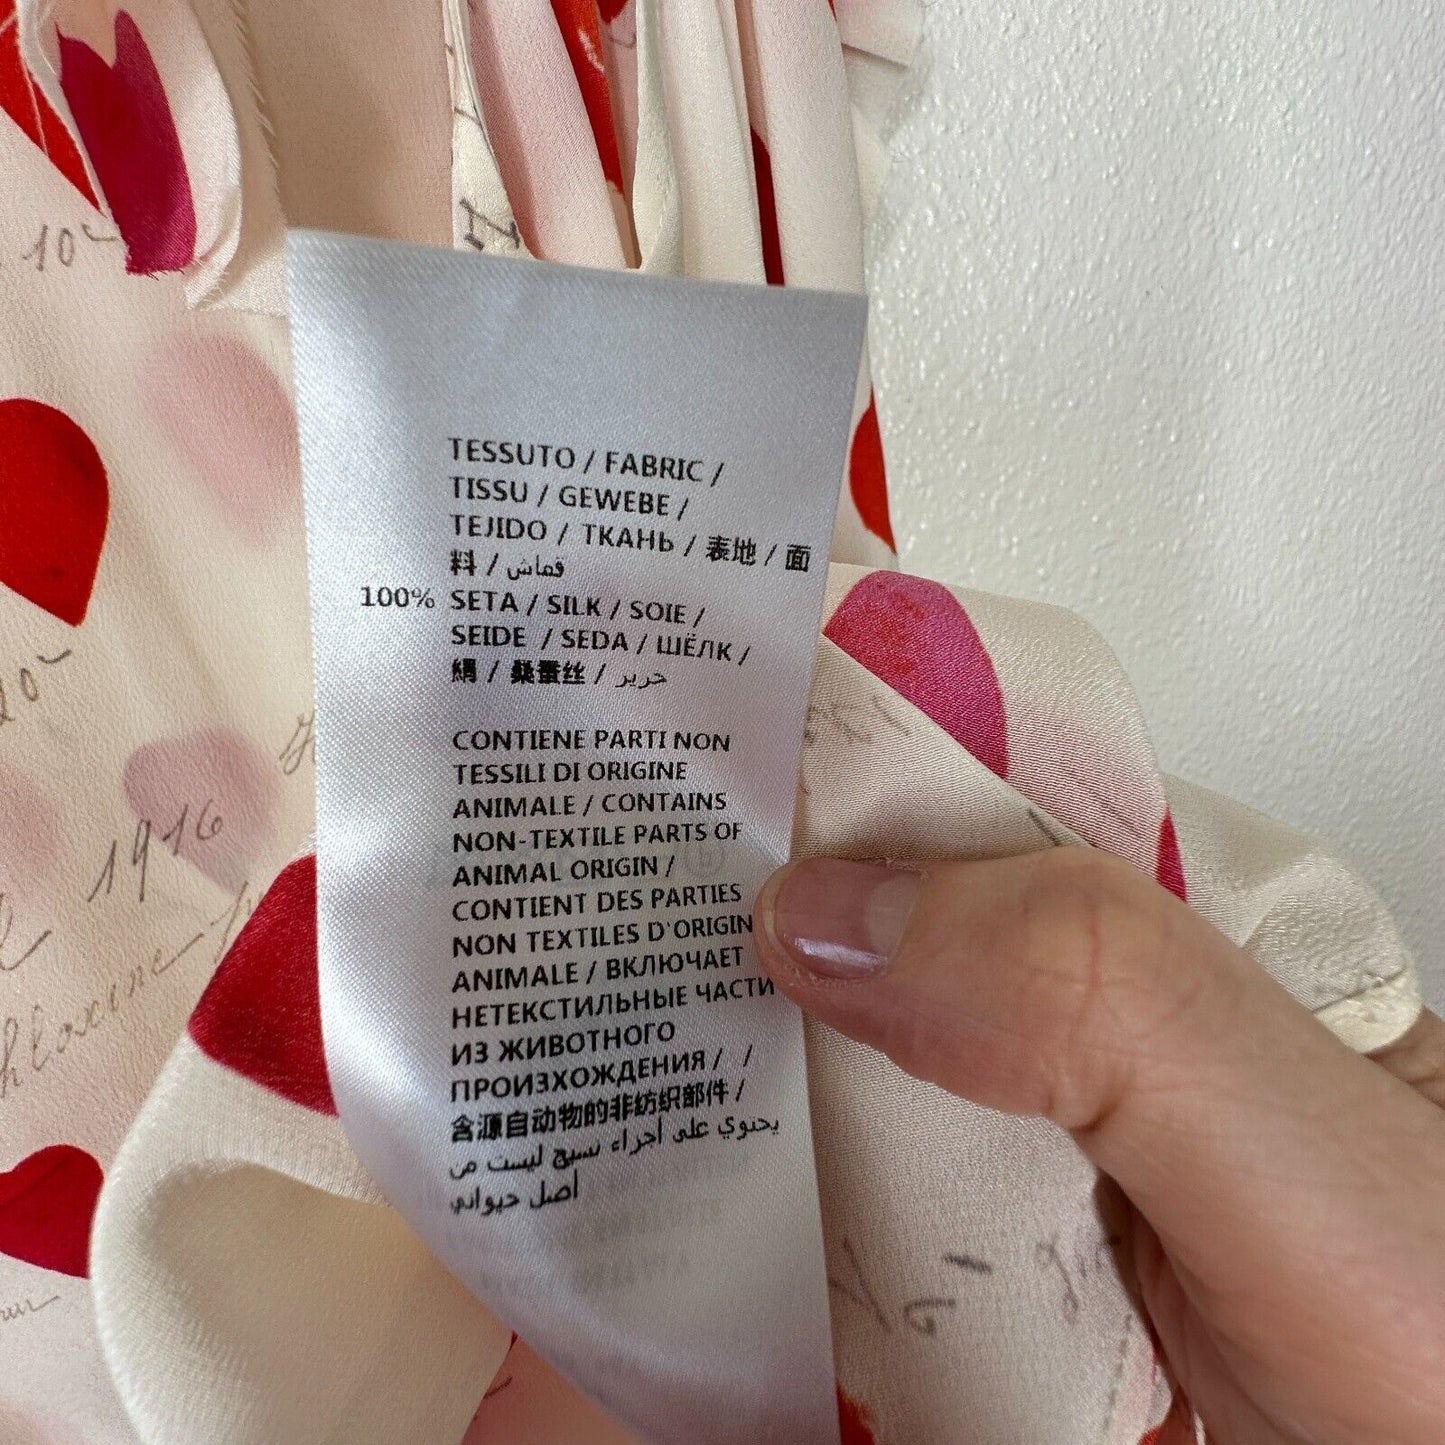 TESSUTO / FABRIC /
TISSU / GEWEBE /
TEJIDO / ТКАНЬ / 表地 / 面
料 / قماش
100% SETA / SILK / SOIE /
SEIDE / SEDA / ШЁЛК /
絹 / 桑蚕丝 / حرير
CONTIENE PARTI NON
TESSILI DI ORIGINE
ANIMALE / CONTAINS
NON-TEXTILE PARTS OF
ANIMAL ORIGIN /
CONTIENT DES PARTIES
NON TEXTILES D'ORIGIN
ANIMALE / ВКЛЮЧАЕТ
НЕТЕКСТИЛЬНЫЕ ЧАСТИ
ИЗ ЖИВОТНОГО
ПРОИЗХОЖДЕНИЯ / /
含源自动物的非纺织部件 /
يحتوي على أجزاء نسيج ليست من
أصل حيواني
10
20
1916